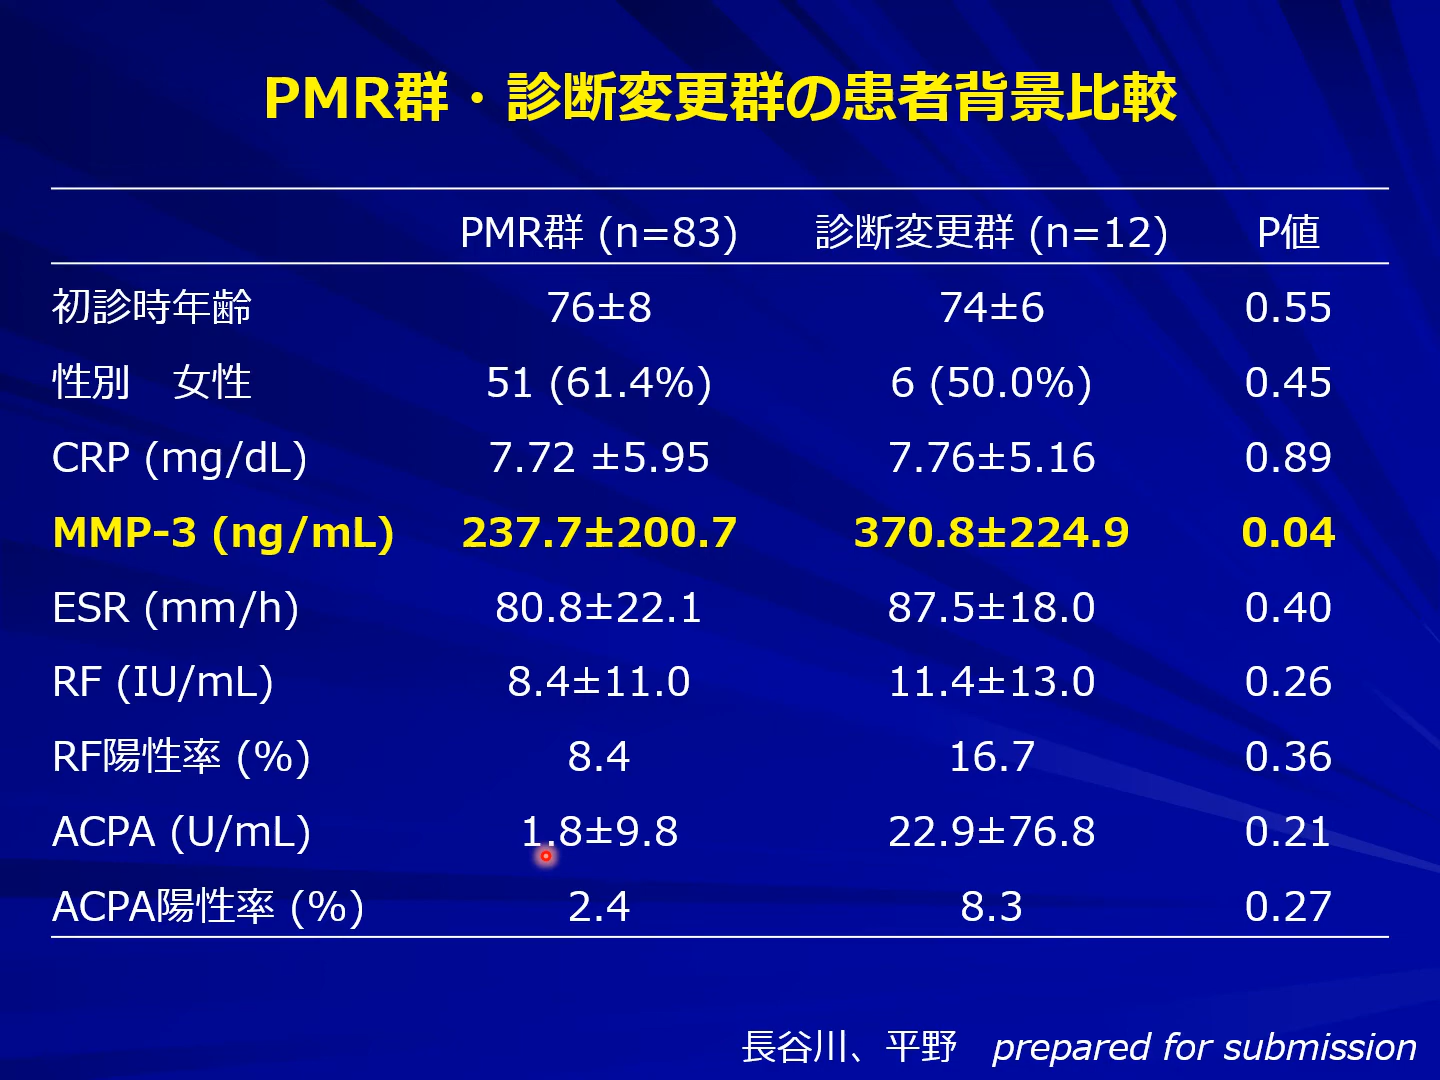 PMR群・診断変更群の患者背景比較
PMR群 (n=83) 診断変更群 (n=12) P値
初診時年齢 76±8 74±6 0.55
性別　女性 51 (61.4%) 6 (50.0%) 0.45
CRP (mg/dL) 7.72 ±5.95 7.76±5.16 0.89
MMP-3 (ng/mL) 237.7±200.7 370.8±224.9 0.04
ESR (mm/h) 80.8±22.1 87.5±18.0 0.40
RF (IU/mL) 8.4±11.0 11.4±13.0 0.26
RF陽性率 (%) 8.4 16.7 0.36
ACPA (U/mL) 1.8±9.8 22.9±76.8 0.21
ACPA陽性率 (%) 2.4 8.3 0.27
長谷川、平野　prepared for submission